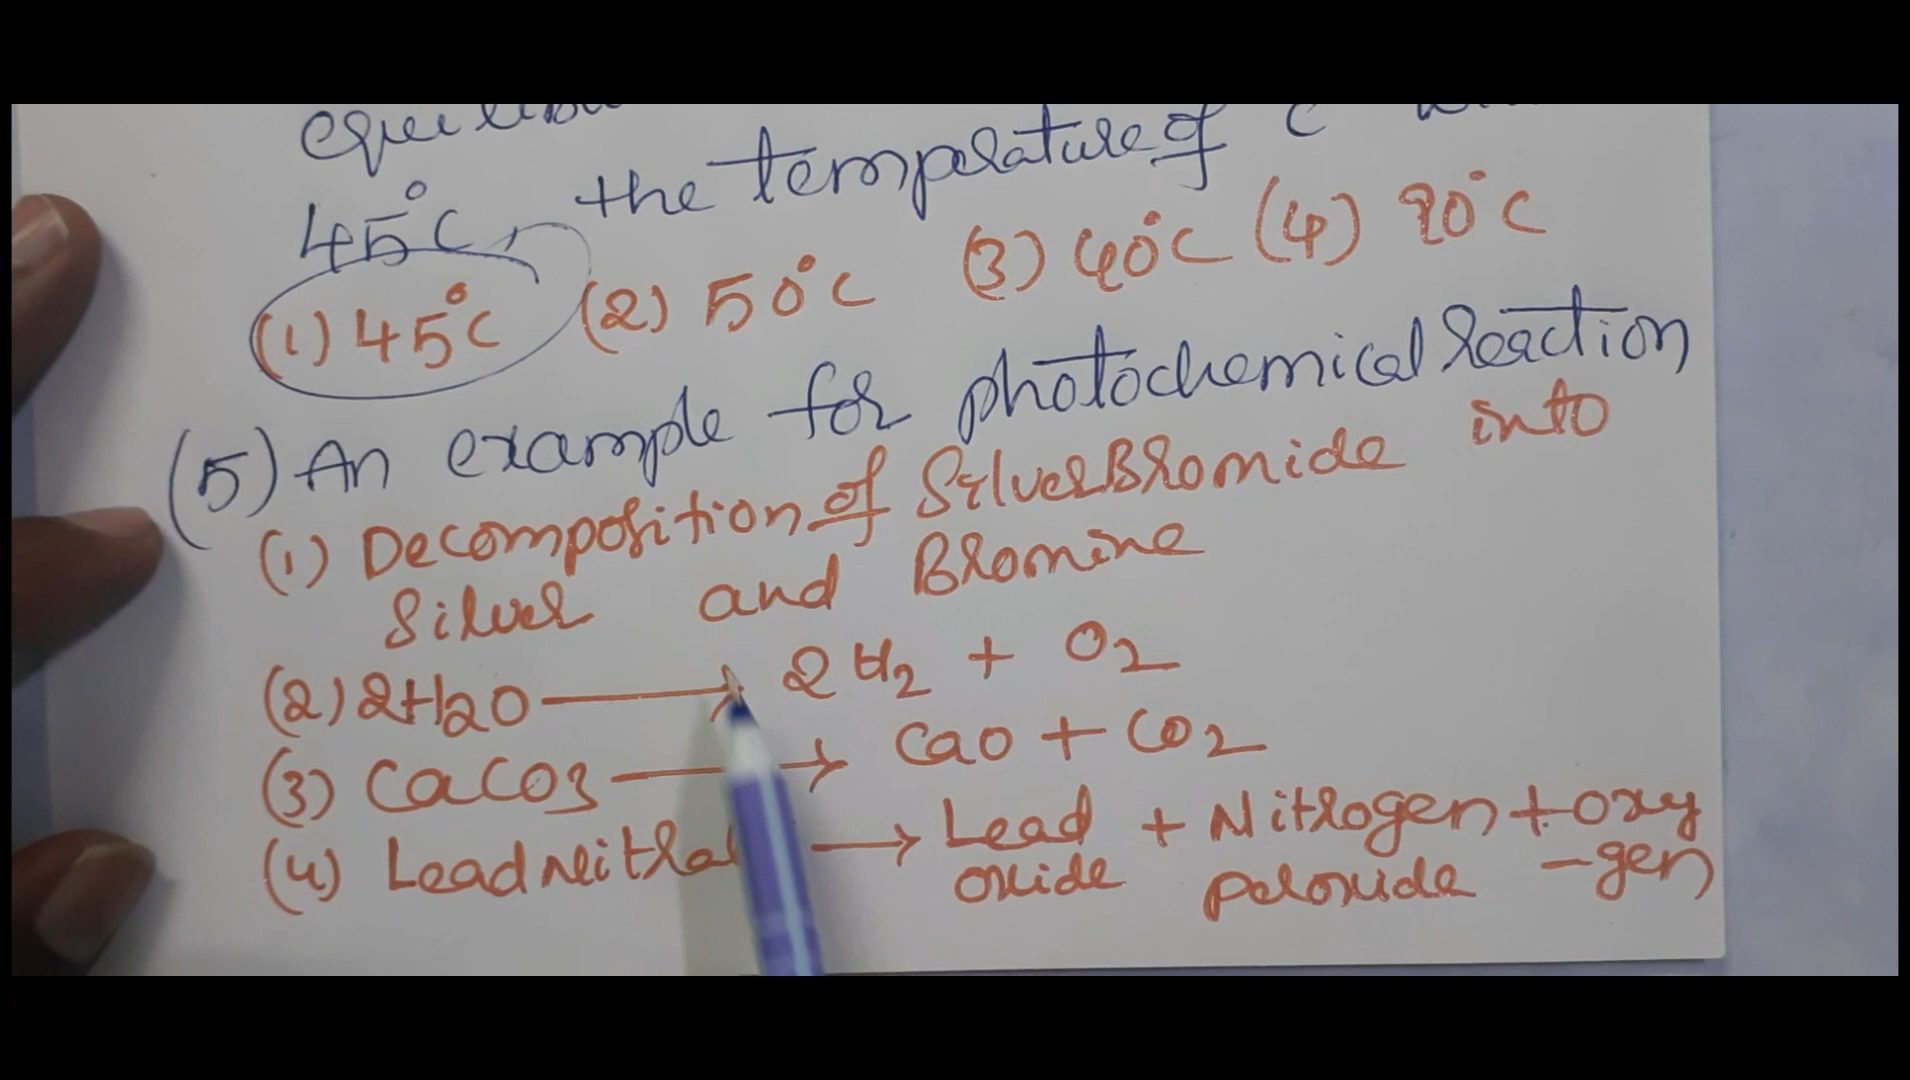 the temperature of C
45°C,
(1) 45°C (2) 50°C (3) 40°C (4) 90°C
(5) An example for photochemical reaction
(1) Decomposition of Silver Bromide into
Silver and Bromine
(2) 2H2O → 2H2 + O2
(3) CaCO3 → CaO + CO2
(4) Lead → Lead + Nitrogen + oxy
oxide peroxide -gen